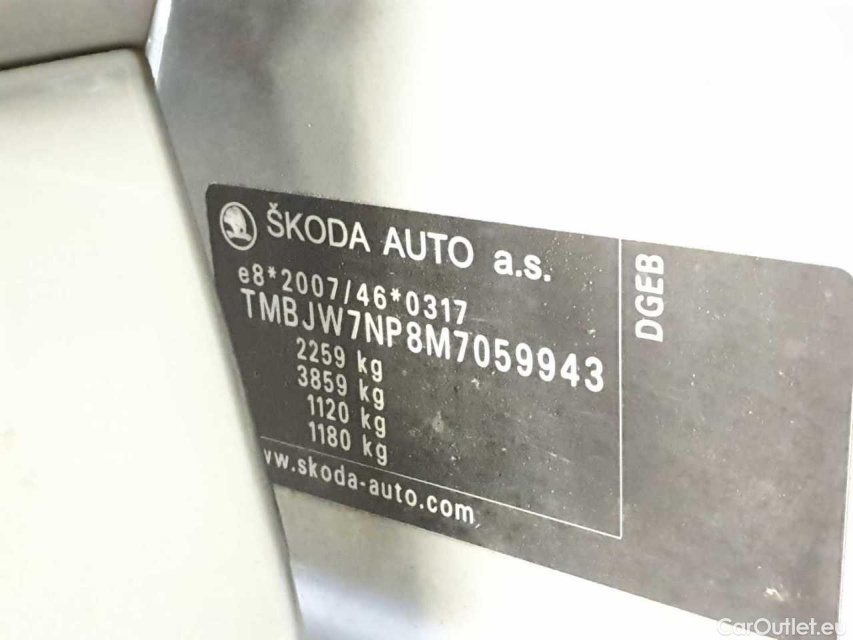 ŠKODA AUTO a.s.
e8*2007/46*0317
TMBJW7NP8M7059943
2259 kg
3859 kg
1120 kg
1180 kg
ww.skoda-auto.com
DGEB
CarOutlet.eu